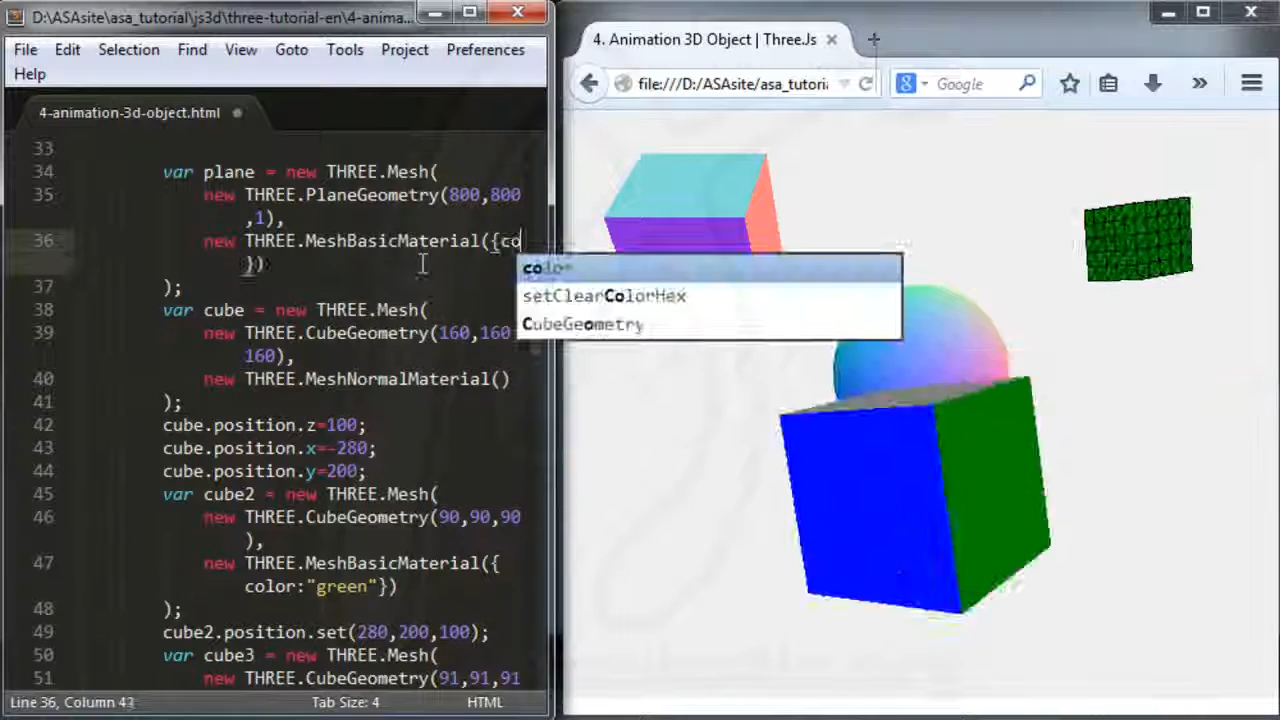 D:\ASAsite\asa_tutorial\js3d\three-tutorial-en\4-anima...
File Edit Selection Find View Goto Tools Project Preferences
Help
4-animation-3d-object.html
33
34 var plane = new THREE.Mesh(
35 new THREE.PlaneGeometry(800,800
,1),
36 new THREE.MeshBasicMaterial({co
})
37 );
38 var cube = new THREE.Mesh(
39 new THREE.CubeGeometry(160,160
160),
40 new THREE.MeshNormalMaterial()
41 );
42 cube.position.z=100;
43 cube.position.x=-280;
44 cube.position.y=200;
45 var cube2 = new THREE.Mesh(
46 new THREE.CubeGeometry(90,90,90
),
47 new THREE.MeshBasicMaterial({
color:"green"})
48 );
49 cube2.position.set(280,200,100);
50 var cube3 = new THREE.Mesh(
51 new THREE.CubeGeometry(91,91,91
Line 36, Column 43 Tab Size: 4 HTML
color
setClearColorHex
CubeGeometry
4. Animation 3D Object | ThreeJs
file:///D:/ASAsite/asa_tutoria
8 Google